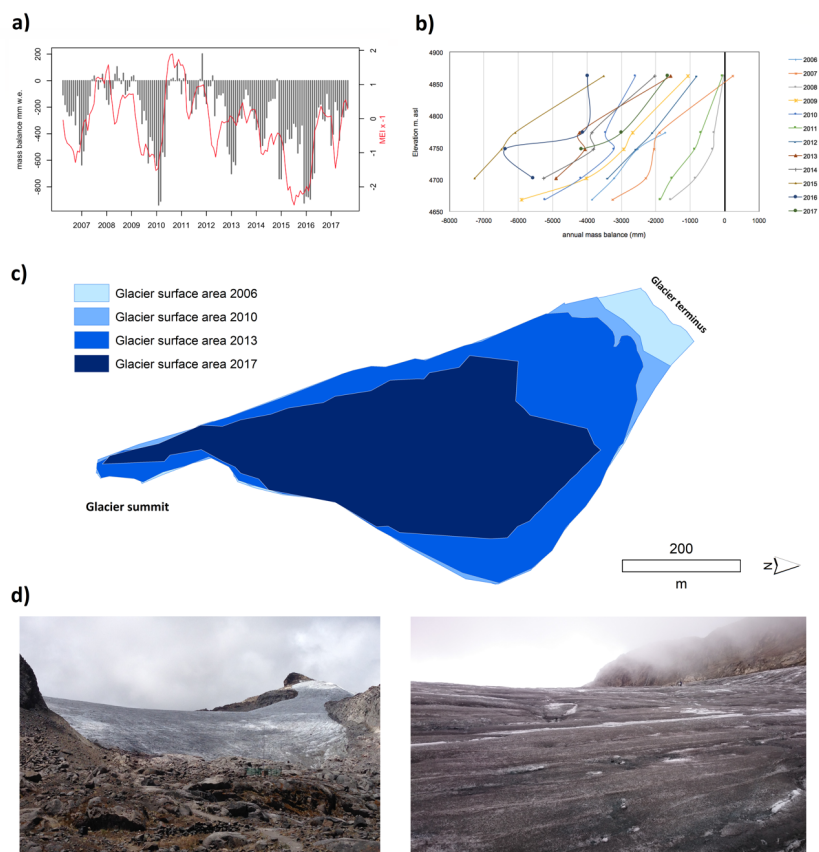 a)
200
0
-200
-400
-600
-800
mass balance mm w.e.
2
1
0
-1
-2
MEI x -1
2007 2008 2009 2010 2011 2012 2013 2014 2015 2016 2017
b)
4900
4850
4800
4750
4700
4650
Elevation m. asl
-8000 -7000 -6000 -5000 -4000 -3000 -2000 -1000 0 1000
annual mass balance (mm)
2006
2007
2008
2009
2010
2011
2012
2013
2014
2015
2016
2017
c)
Glacier surface area 2006
Glacier surface area 2010
Glacier surface area 2013
Glacier surface area 2017
Glacier terminus
Glacier summit
200
m
N
d)